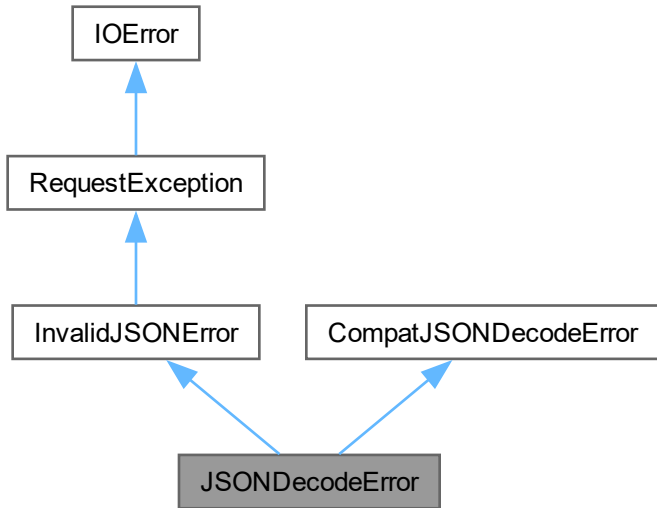 IOError
RequestException
InvalidJSONError
CompatJSONDecodeError
JSONDecodeError